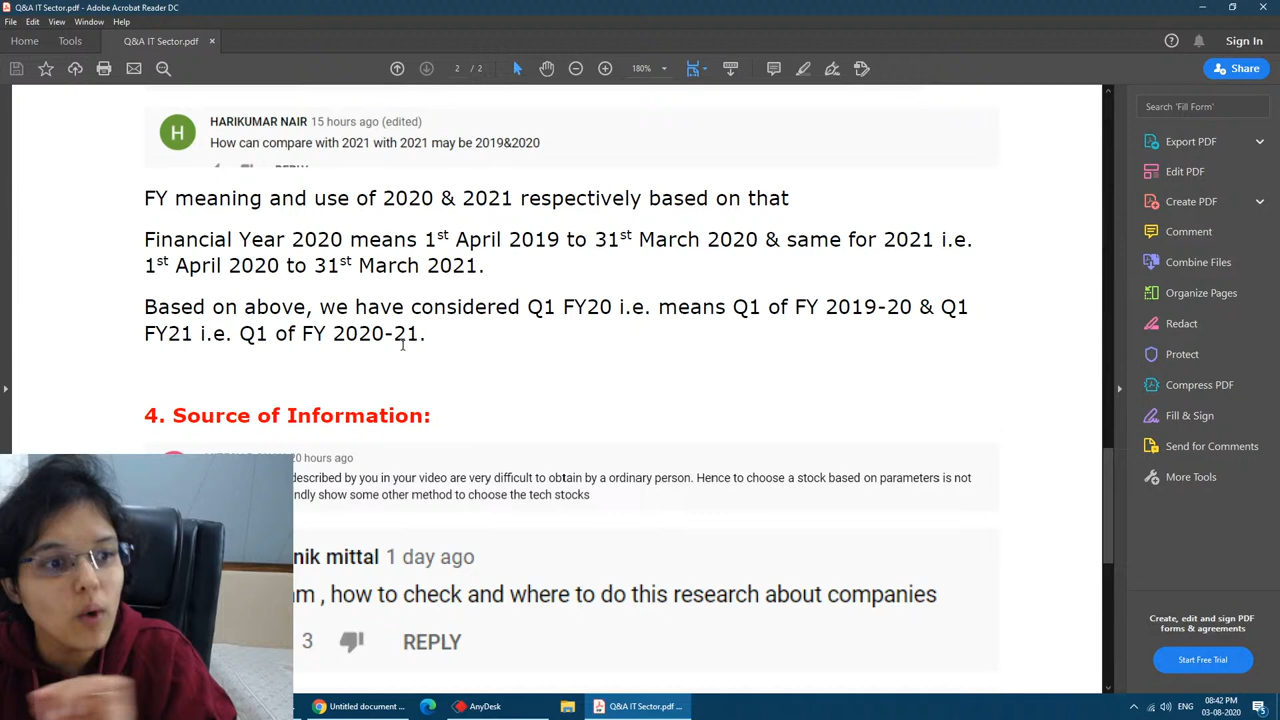 Q&A IT Sector.pdf - Adobe Acrobat Reader DC
File Edit View Window Help
Home Tools Q&A IT Sector.pdf × Sign In
2 / 2 180% Share
H HARIKUMAR NAIR 15 hours ago (edited)
How can compare with 2021 with 2021 may be 2019&2020
FY meaning and use of 2020 & 2021 respectively based on that
Financial Year 2020 means 1st April 2019 to 31st March 2020 & same for 2021 i.e.
1st April 2020 to 31st March 2021.
Based on above, we have considered Q1 FY20 i.e. means Q1 of FY 2019-20 & Q1
FY21 i.e. Q1 of FY 2020-21.
4. Source of Information:
20 hours ago
described by you in your video are very difficult to obtain by a ordinary person. Hence to choose a stock based on parameters is not
ndly show some other method to choose the tech stocks
nik mittal 1 day ago
am , how to check and where to do this research about companies
3 REPLY
Search 'Fill Form'
Export PDF
Edit PDF
Create PDF
Comment
Combine Files
Organize Pages
Redact
Protect
Compress PDF
Fill & Sign
Send for Comments
More Tools
Create, edit and sign PDF
forms & agreements
Start Free Trial
Untitled document ...
AnyDesk
Q&A IT Sector.pdf ...
ENG
08:42 PM
03-08-2020